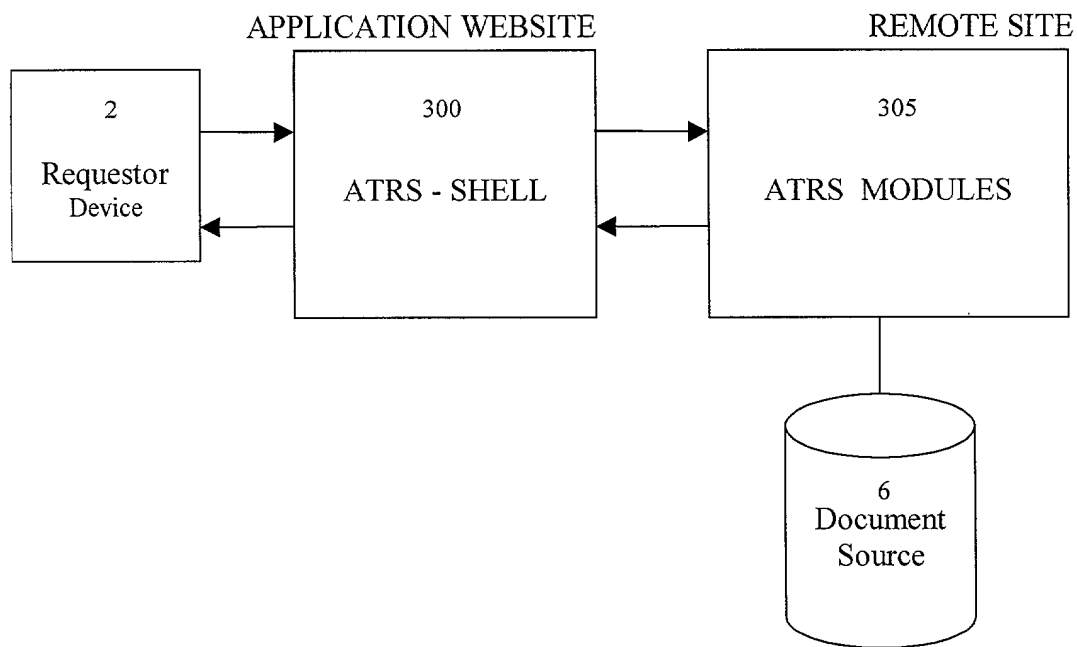 APPLICATION WEBSITE
REMOTE SITE
2
Requestor
Device
300
ATRS - SHELL
305
ATRS MODULES
6
Document
Source